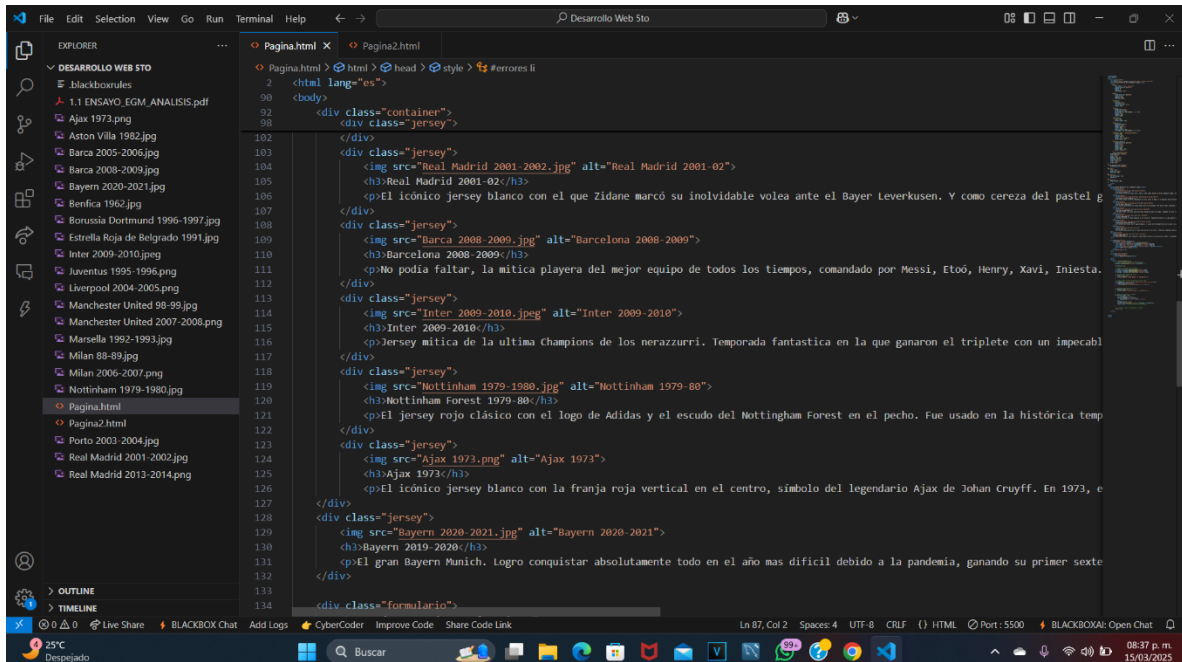 File Edit Selection View Go Run Terminal Help
Desarrollo Web 5to
EXPLORER
DESARROLLO WEB 5TO
.blackboxrules
1.1 ENSAYO_EGM_ANALISIS.pdf
Ajax 1973.png
Aston Villa 1982.jpg
Barca 2005-2006.jpg
Barca 2008-2009.jpg
Bayern 2020-2021.jpg
Benfica 1962.jpg
Borussia Dortmund 1996-1997.jpg
Estrella Roja de Belgrado 1991.jpg
Inter 2009-2010.jpeg
Juventus 1995-1996.png
Liverpool 2004-2005.png
Manchester United 98-99.jpg
Manchester United 2007-2008.png
Marsella 1992-1993.jpg
Milan 88-89.jpg
Milan 2006-2007.png
Nottinham 1979-1980.jpg
Pagina.html
Pagina2.html
Porto 2003-2004.jpg
Real Madrid 2001-2002.jpg
Real Madrid 2013-2014.png
OUTLINE
TIMELINE
Pagina.html Pagina2.html
Pagina.html > html > head > style > #errores li
2 <html lang="es">
90 <body>
92 <div class="container">
98 <div class="jersey">
102 </div>
103 <div class="jersey">
104 <img src="Real Madrid 2001-2002.jpg" alt="Real Madrid 2001-02">
105 <h3>Real Madrid 2001-02</h3>
106 <p>El icónico jersey blanco con el que Zidane marcó su inolvidable volea ante el Bayer Leverkusen. Y como cereza del pastel g
107 </div>
108 <div class="jersey">
109 <img src="Barca 2008-2009.jpg" alt="Barcelona 2008-2009">
110 <h3>Barcelona 2008-2009</h3>
111 <p>No podía faltar, la mitica playera del mejor equipo de todos los tiempos, comandado por Messi, Etoó, Henry, Xavi, Iniesta.
112 </div>
113 <div class="jersey">
114 <img src="Inter 2009-2010.jpeg" alt="Inter 2009-2010">
115 <h3>Inter 2009-2010</h3>
116 <p>Jersey mitica de la ultima Champions de los nerazzurri. Temporada fantastica en la que ganaron el triplete con un impecabl
117 </div>
118 <div class="jersey">
119 <img src="Nottinham 1979-1980.jpg" alt="Nottinham 1979-80">
120 <h3>Nottinham Forest 1979-80</h3>
121 <p>El jersey rojo clásico con el logo de Adidas y el escudo del Nottingham Forest en el pecho. Fue usado en la histórica temp
122 </div>
123 <div class="jersey">
124 <img src="Ajax 1973.png" alt="Ajax 1973">
125 <h3>Ajax 1973</h3>
126 <p>El icónico jersey blanco con la franja roja vertical en el centro, símbolo del legendario Ajax de Johan Cruyff. En 1973, e
127 </div>
128 <div class="jersey">
129 <img src="Bayern 2020-2021.jpg" alt="Bayern 2020-2021">
130 <h3>Bayern 2019-2020</h3>
131 <p>El gran Bayern Munich. Logro conquistar absolutamente todo en el año mas dificil debido a la pandemia, ganando su primer sexte
132 </div>
133
134 <div class="formulario">
0 0 Live Share BLACKBOX Chat Add Logs CyberCoder Improve Code Share Code Link Ln 87, Col 2 Spaces: 4 UTF-8 CRLF {} HTML Port : 5500 BLACKBOXAI: Open Chat
4 25°C
Despejado
Buscar
99+
08:37 p. m.
15/03/2025